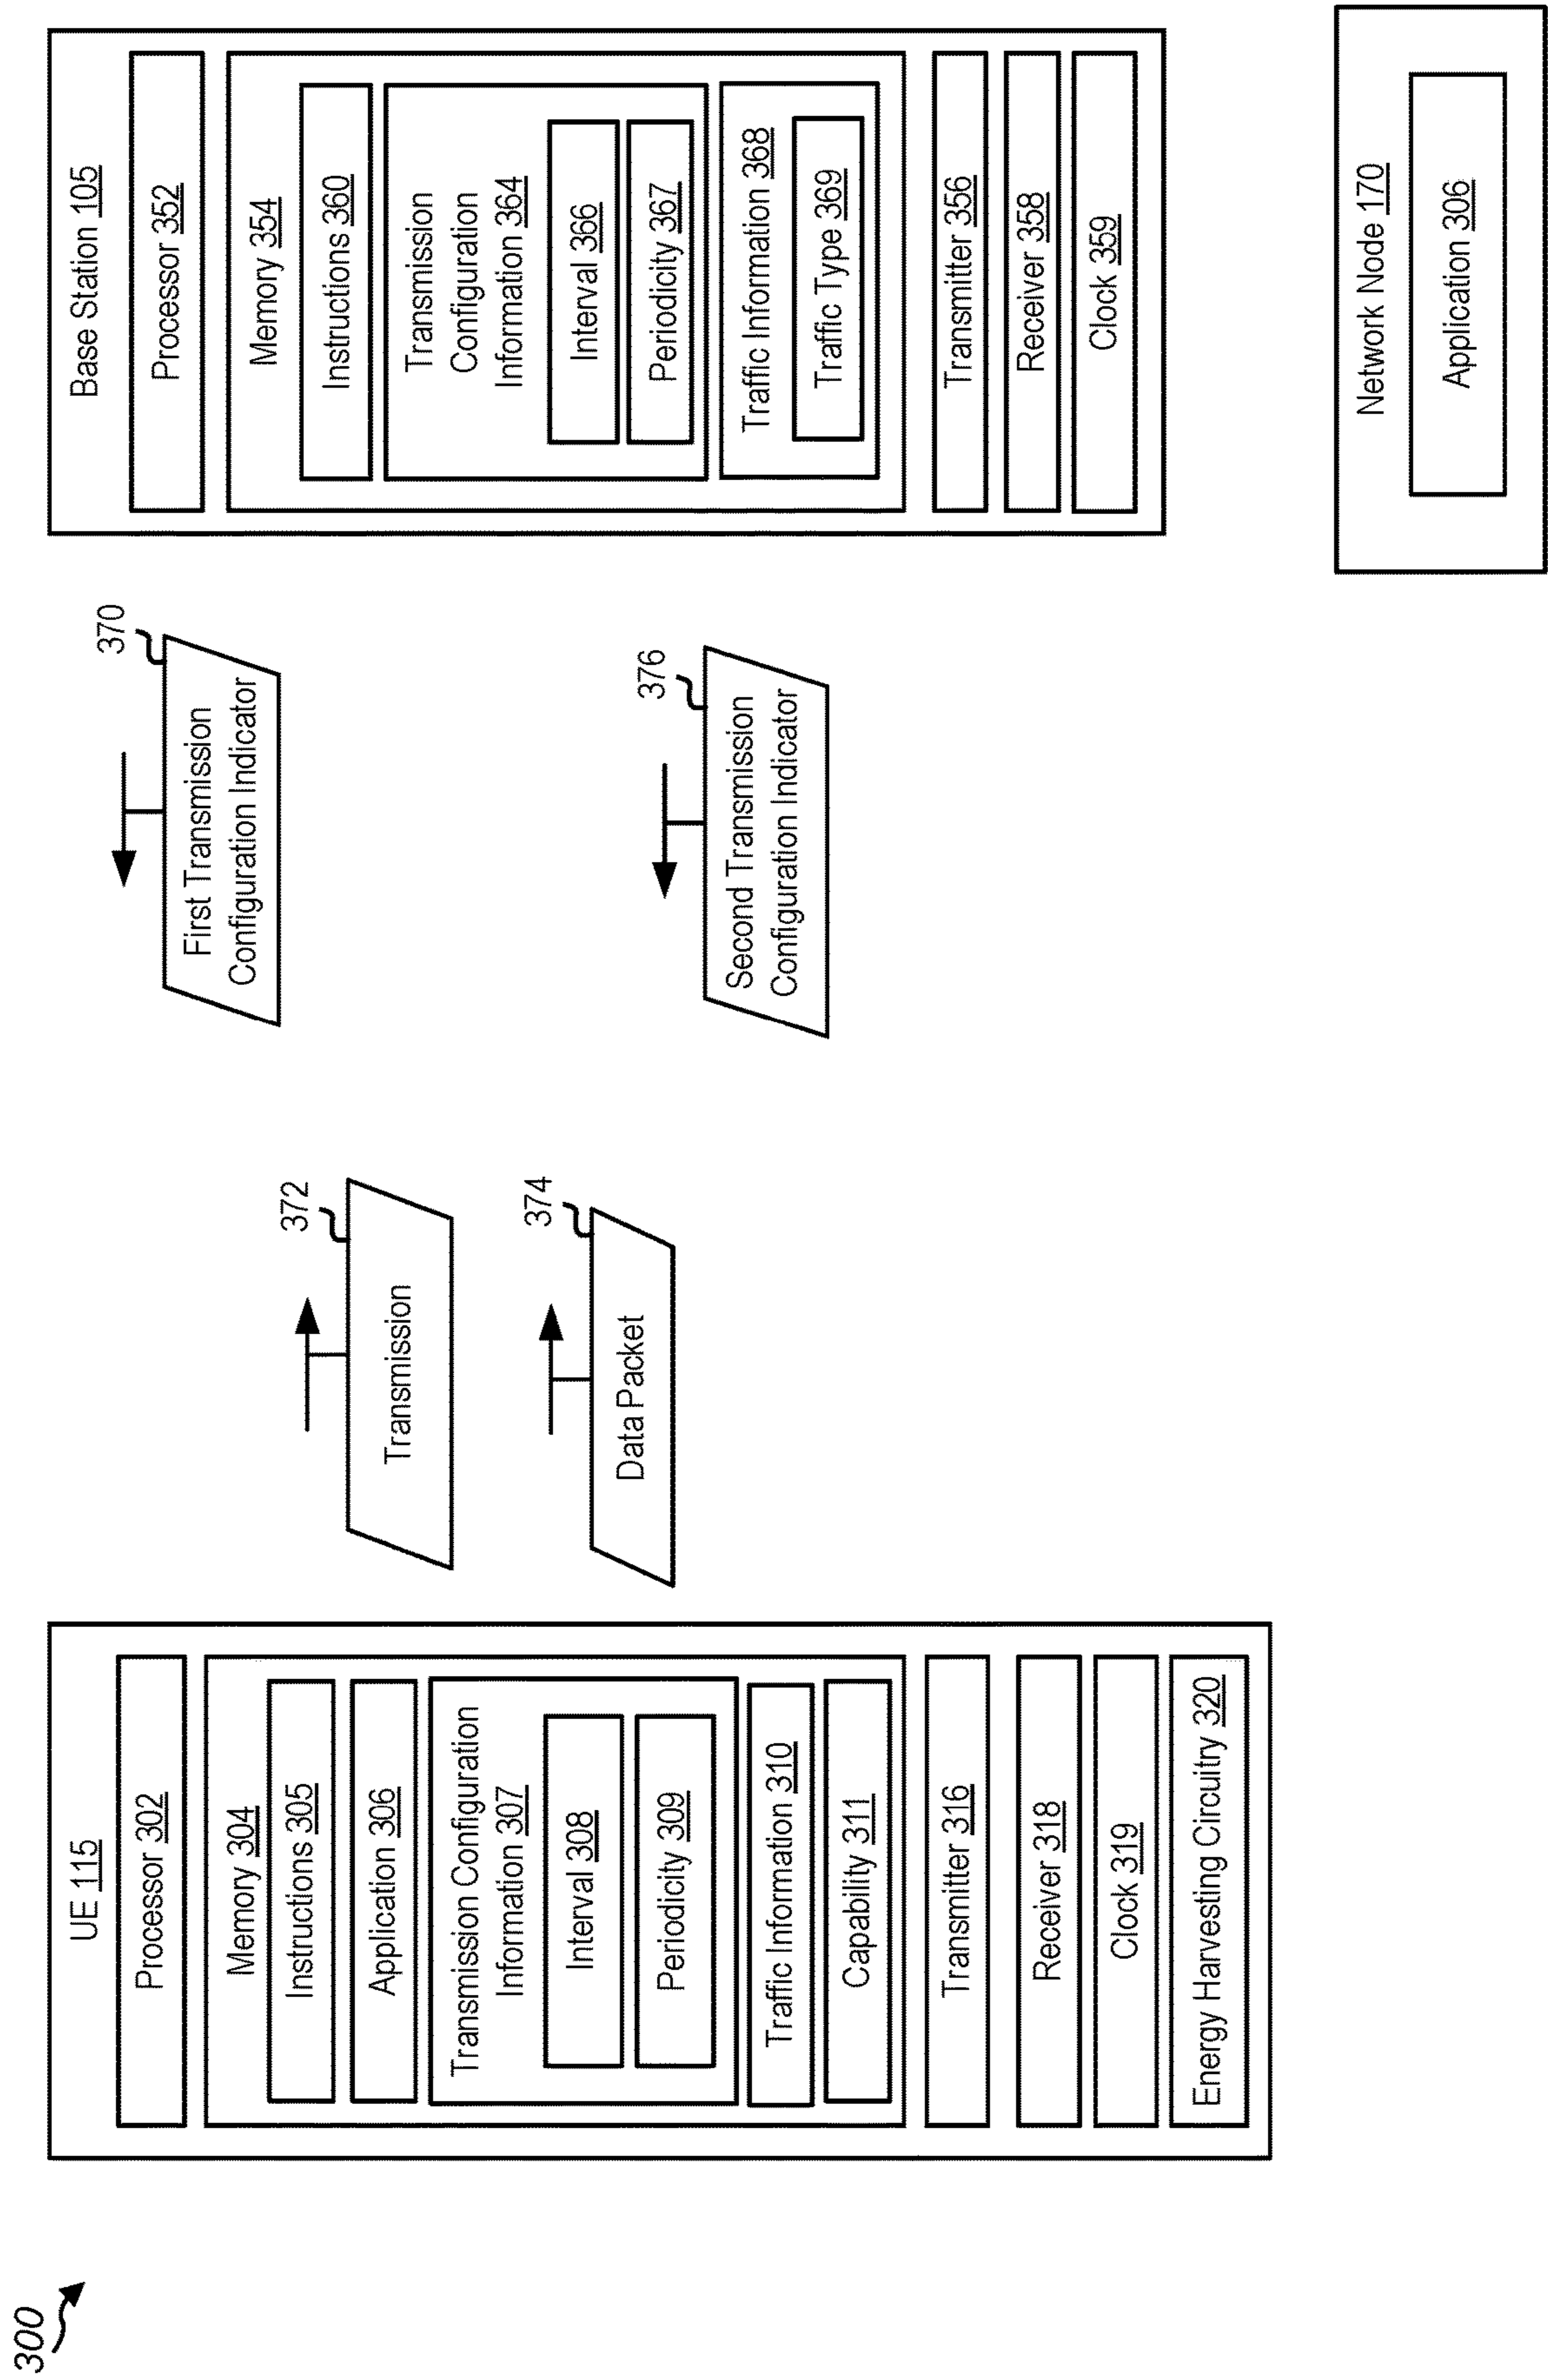 300
UE 115
Processor 302
Memory 304
Instructions 305
Application 306
Transmission Configuration
Information 307
Interval 308
Periodicity 309
Traffic Information 310
Capability 311
Transmitter 316
Receiver 318
Clock 319
Energy Harvesting Circuitry 320
372
Transmission
374
Data Packet
370
First Transmission
Configuration Indicator
376
Second Transmission
Configuration Indicator
Base Station 105
Processor 352
Memory 354
Instructions 360
Transmission
Configuration
Information 364
Interval 366
Periodicity 367
Traffic Information 368
Traffic Type 369
Transmitter 356
Receiver 358
Clock 359
Network Node 170
Application 306